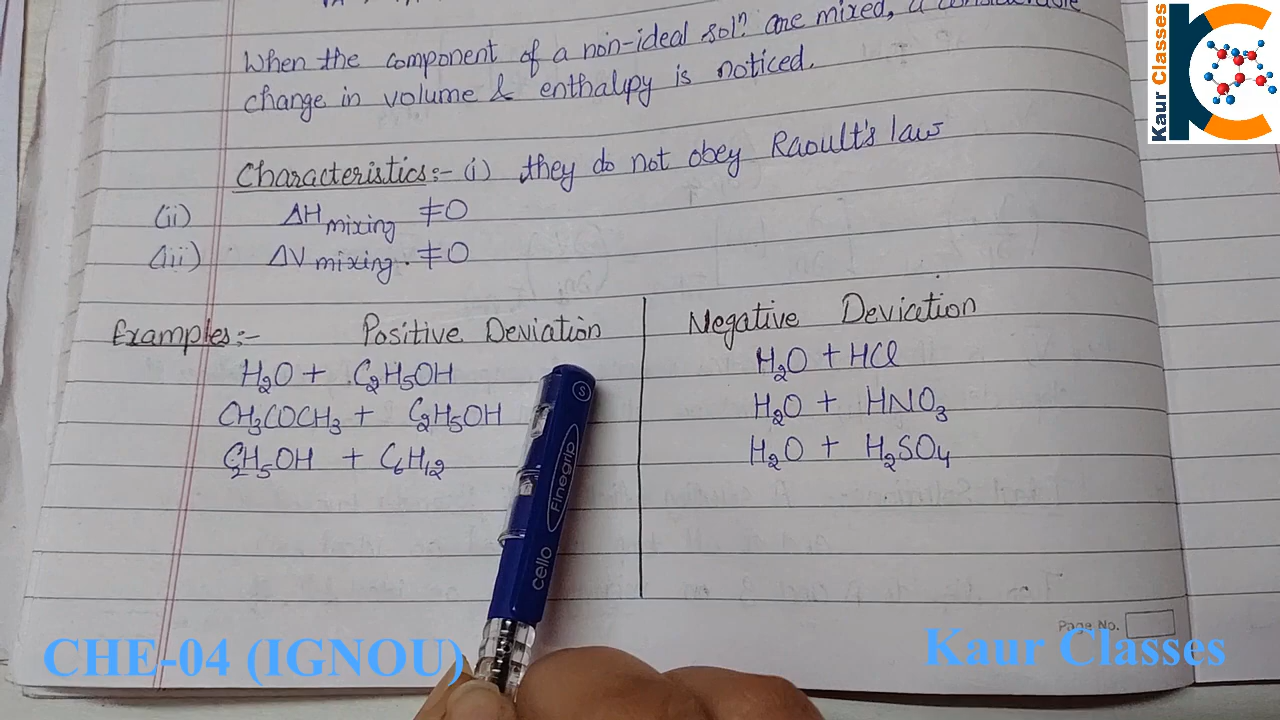 When the component of a non-ideal solⁿ. are mixed, a considerable
change in volume & enthalpy is noticed.
Characteristics:- (i) they do not obey Raoult's law
(ii) ΔH mixing ≠0
(iii) ΔV mixing. ≠0
Examples:- Positive Deviation Negative Deviation
H₂O + C₂H₅OH H₂O + HCl
CH₃COCH₃ + C₂H₅OH H₂O + HNO₃
C₂H₅OH + C₆H₁₂ H₂O + H₂SO₄
S
Finegrip
cello
Page No.
CHE-04 (IGNOU)
Kaur Classes
Kaur Classes